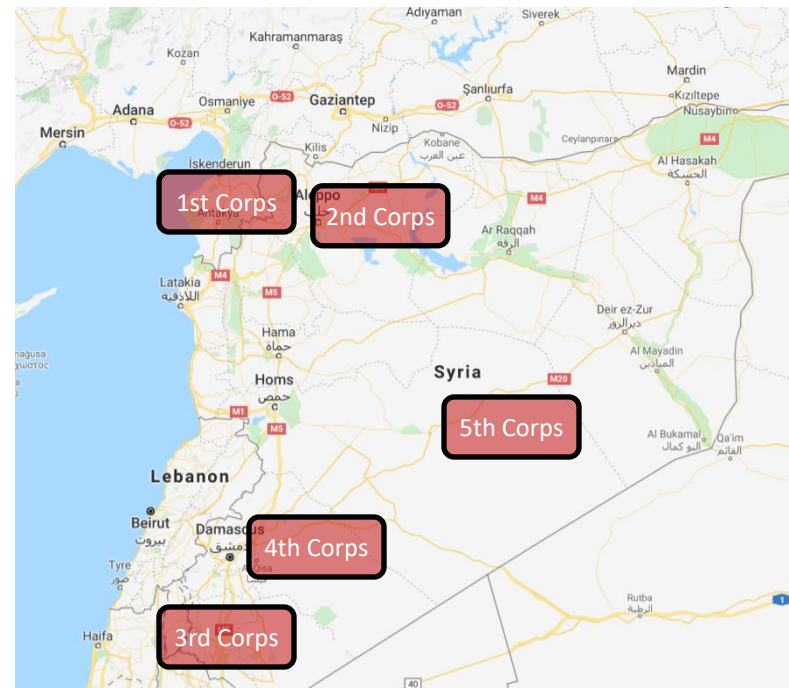 Adıyaman
Siverek
Kahramanmaraş
Kozan
Mardin
Şanlıurfa
Kızıltepe
O-52
Gaziantep
O-52
Osmaniye
Adana
Nusaybin
Nizip
O-52
Mersin
M4
Kilis
Kobane
عين العرب
Ceylanpınar
İskenderun
Al Hasakah
الحسكة
1st Corps
Antakya
Aleppo
2nd Corps
M4
Ar Raqqah
الرقة
M4
Latakia
اللاذقية
M5
Deir ez-Zur
ديرالزور
Hama
حماة
Al Mayadin
الميادين
Syria
M20
Homs
حمص
M1
M5
5th Corps
Al Bukamal
البو كمال
Qa'im
القائم
Lebanon
Beirut
بيروت
Damascus
4th Corps
Tyre
صور
Rutba
الرطبة
1
Haifa
3rd Corps
40